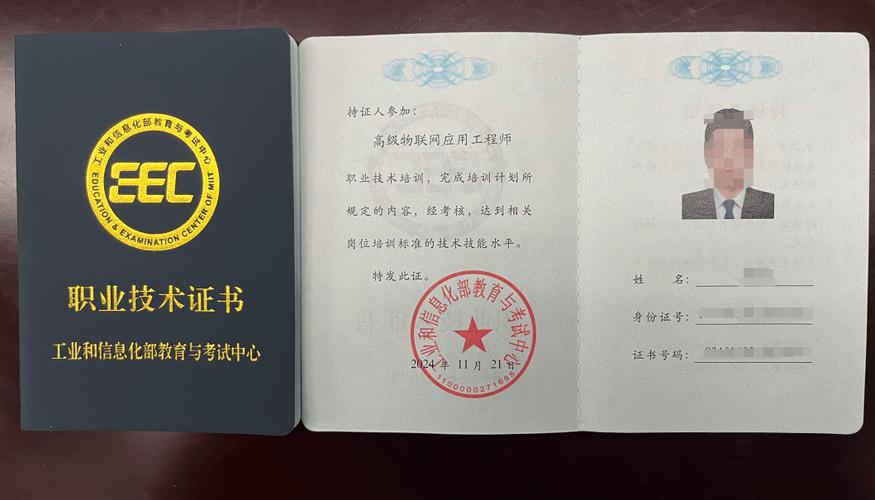 工业和信息化部教育与考试中心
EEC
EDUCATION & EXAMINATION CENTER OF MIIT
职业技术证书
工业和信息化部教育与考试中心
持证人参加：
高级物联网应用工程师
职业技术培训，完成培训计划所
规定的内容，经考核，达到相关
岗位培训标准的技术技能水平。
特发此证。
工业和信息化部教育与考试中心
2024 年 11 月 21 日
1100000271685
姓 名：
身份证号：
证书号码：